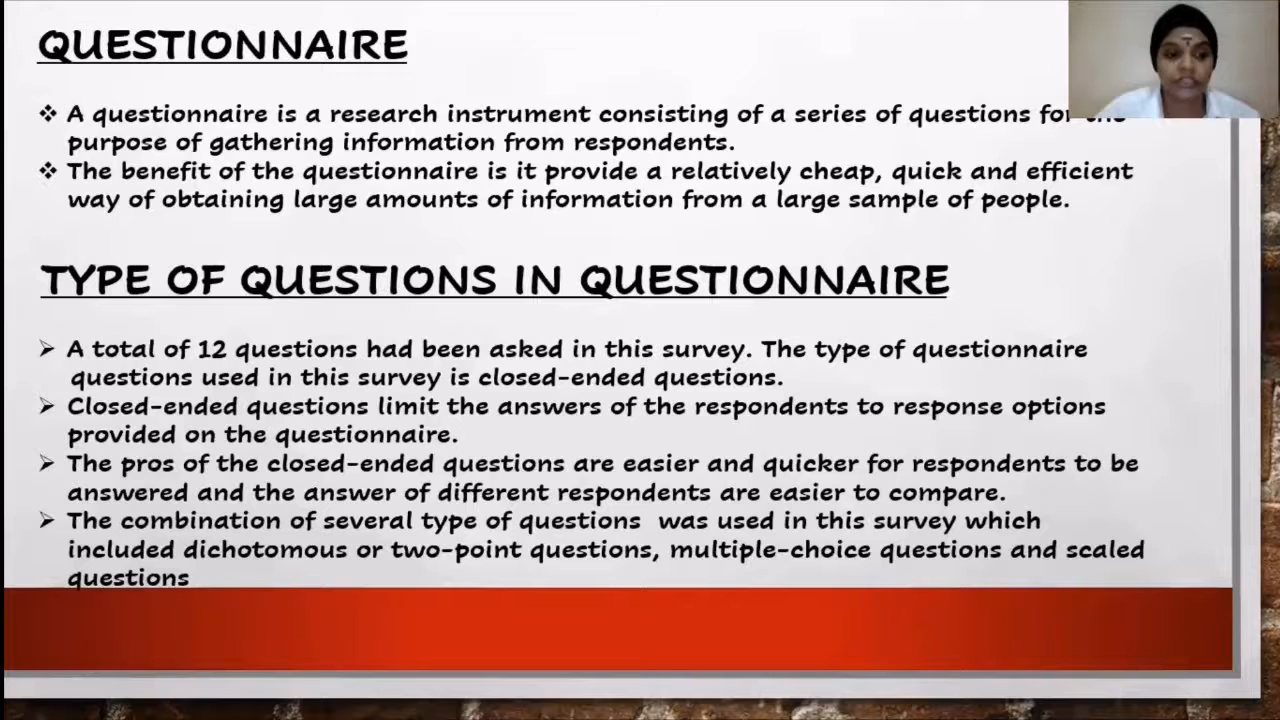 QUESTIONNAIRE
❖ A questionnaire is a research instrument consisting of a series of questions for the
purpose of gathering information from respondents.
❖ The benefit of the questionnaire is it provide a relatively cheap, quick and efficient
way of obtaining large amounts of information from a large sample of people.
TYPE OF QUESTIONS IN QUESTIONNAIRE
➢ A total of 12 questions had been asked in this survey. The type of questionnaire
questions used in this survey is closed-ended questions.
➢ Closed-ended questions limit the answers of the respondents to response options
provided on the questionnaire.
➢ The pros of the closed-ended questions are easier and quicker for respondents to be
answered and the answer of different respondents are easier to compare.
➢ The combination of several type of questions was used in this survey which
included dichotomous or two-point questions, multiple-choice questions and scaled
questions